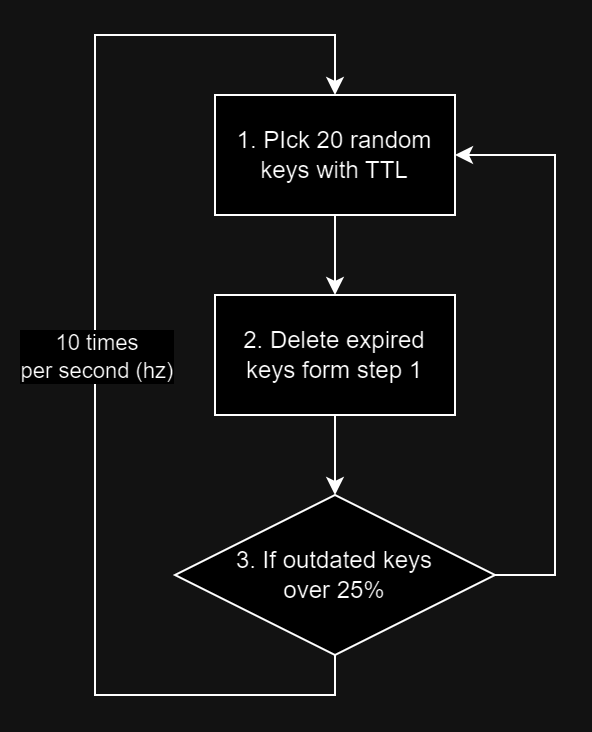 1. PIck 20 random
keys with TTL
10 times
per second (hz)
2. Delete expired
keys form step 1
3. If outdated keys
over 25%